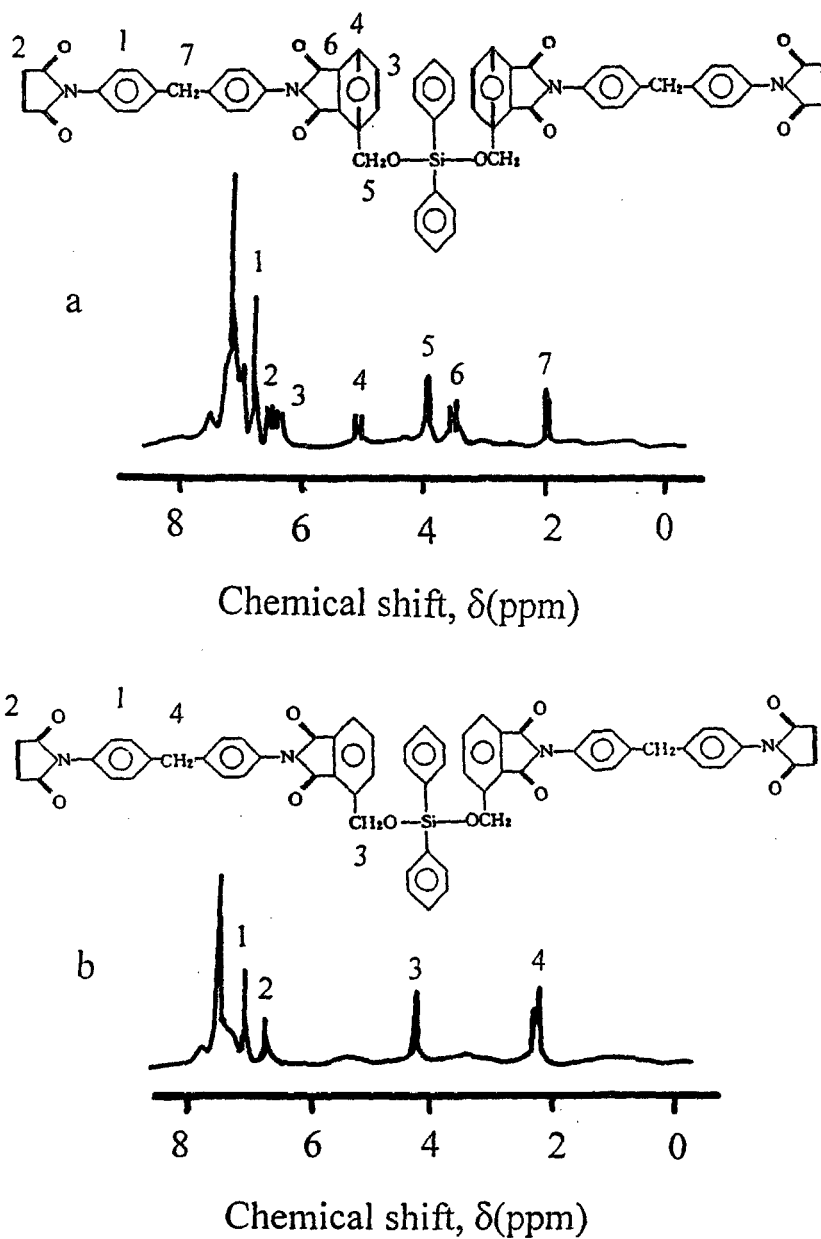 2 O 1 7 O 6 4 3 O O
N CH₂ N N CH₂ N
O O O O
CH₂O Si OCH₂
5
a
1 2 3 4 5 6 7
8 6 4 2 0
Chemical shift, δ(ppm)
2 O 1 4 O O O
N CH₂ N N CH₂ N
O O O O
CH₂O Si OCH₂
3
b
1 2 3 4
8 6 4 2 0
Chemical shift, δ(ppm)